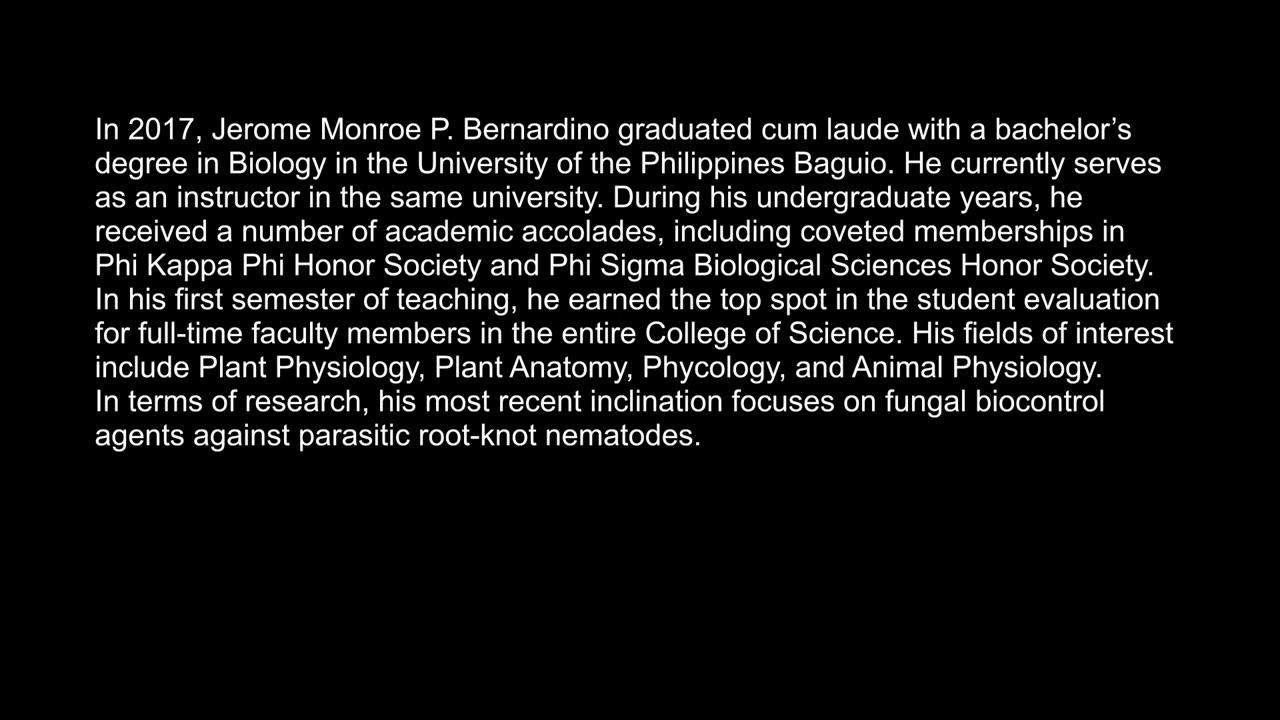 In 2017, Jerome Monroe P. Bernardino graduated cum laude with a bachelor’s
degree in Biology in the University of the Philippines Baguio. He currently serves
as an instructor in the same university. During his undergraduate years, he
received a number of academic accolades, including coveted memberships in
Phi Kappa Phi Honor Society and Phi Sigma Biological Sciences Honor Society.
In his first semester of teaching, he earned the top spot in the student evaluation
for full-time faculty members in the entire College of Science. His fields of interest
include Plant Physiology, Plant Anatomy, Phycology, and Animal Physiology.
In terms of research, his most recent inclination focuses on fungal biocontrol
agents against parasitic root-knot nematodes.